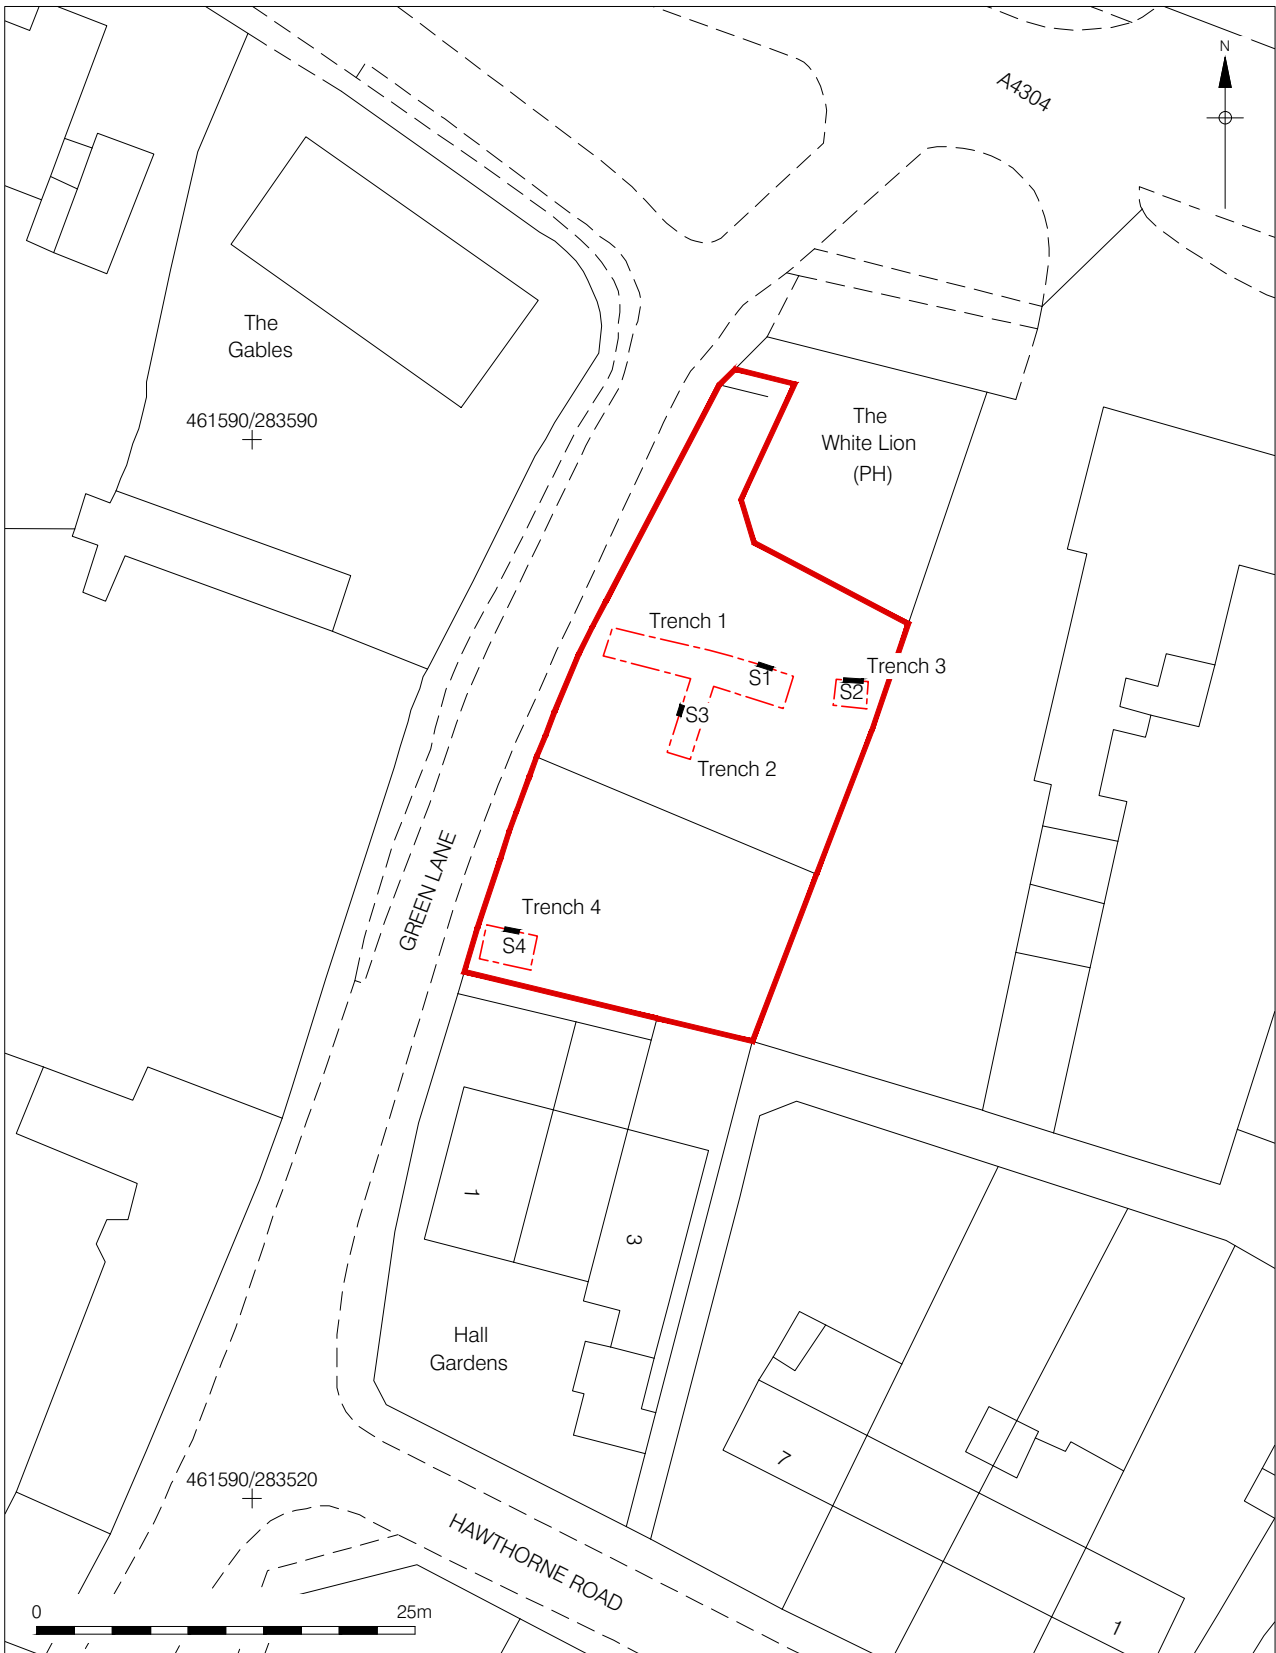 N
A4304
The
Gables
461590/283590
The
White Lion
(PH)
Trench 1
S1
Trench 3
S2
S3
Trench 2
GREEN LANE
Trench 4
S4
1
3
Hall
Gardens
7
461590/283520
HAWTHORNE ROAD
0 25m
1